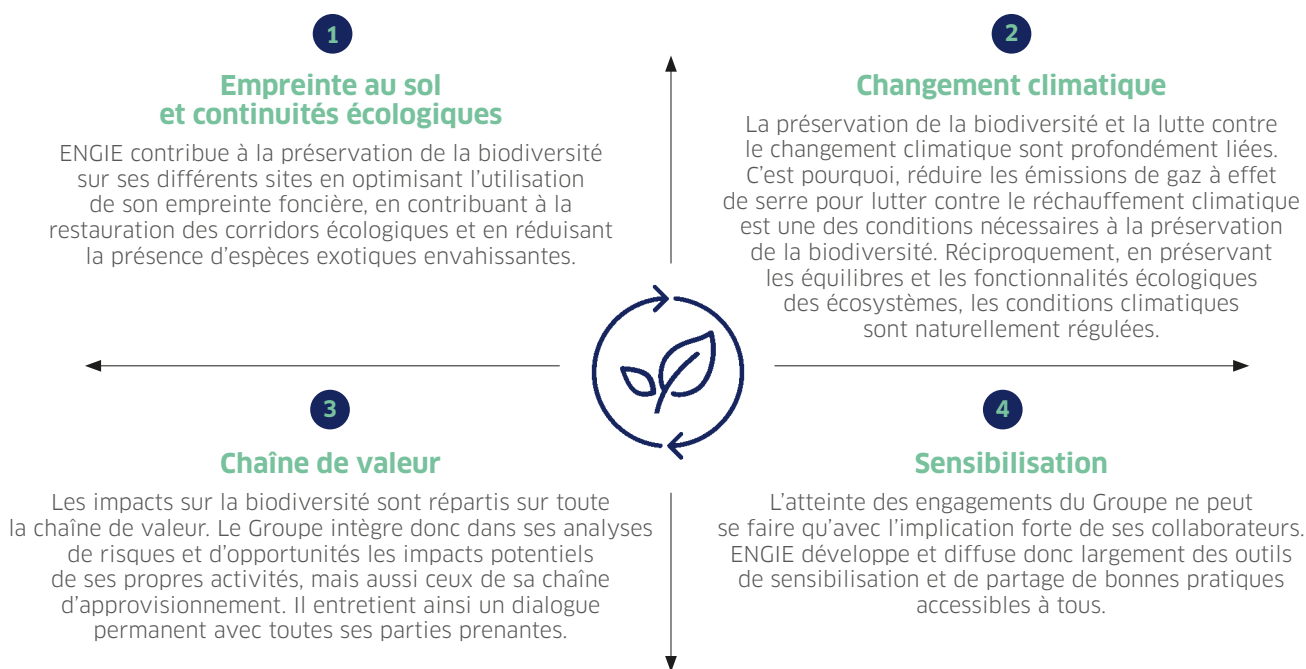 1
Empreinte au sol
et continuités écologiques
ENGIE contribue à la préservation de la biodiversité
sur ses différents sites en optimisant l’utilisation
de son empreinte foncière, en contribuant à la
restauration des corridors écologiques et en réduisant
la présence d’espèces exotiques envahissantes.
2
Changement climatique
La préservation de la biodiversité et la lutte contre
le changement climatique sont profondément liées.
C’est pourquoi, réduire les émissions de gaz à effet
de serre pour lutter contre le réchauffement climatique
est une des conditions nécessaires à la préservation
de la biodiversité. Réciproquement, en préservant
les équilibres et les fonctionnalités écologiques
des écosystèmes, les conditions climatiques
sont naturellement régulées.
3
Chaîne de valeur
Les impacts sur la biodiversité sont répartis sur toute
la chaîne de valeur. Le Groupe intègre donc dans ses analyses
de risques et d’opportunités les impacts potentiels
de ses propres activités, mais aussi ceux de sa chaîne
d’approvisionnement. Il entretient ainsi un dialogue
permanent avec toutes ses parties prenantes.
4
Sensibilisation
L’atteinte des engagements du Groupe ne peut
se faire qu’avec l’implication forte de ses collaborateurs.
ENGIE développe et diffuse donc largement des outils
de sensibilisation et de partage de bonnes pratiques
accessibles à tous.